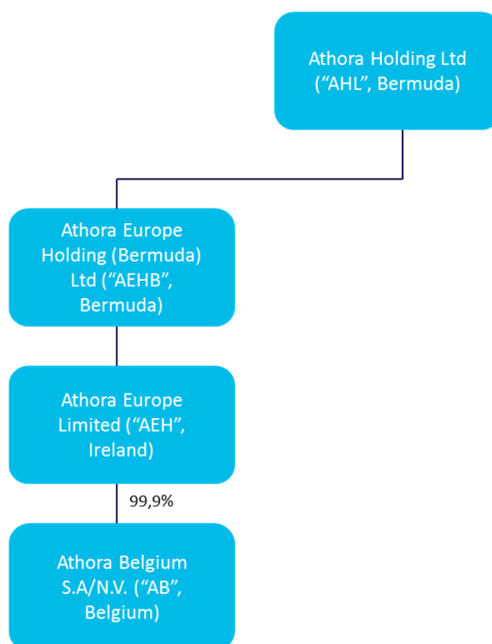 Athora Holding Ltd
(“AHL”, Bermuda)
Athora Europe
Holding (Bermuda)
Ltd (“AEHB”,
Bermuda)
Athora Europe
Limited (“AEH”,
Ireland)
99,9%
Athora Belgium
S.A/N.V. (“AB”,
Belgium)